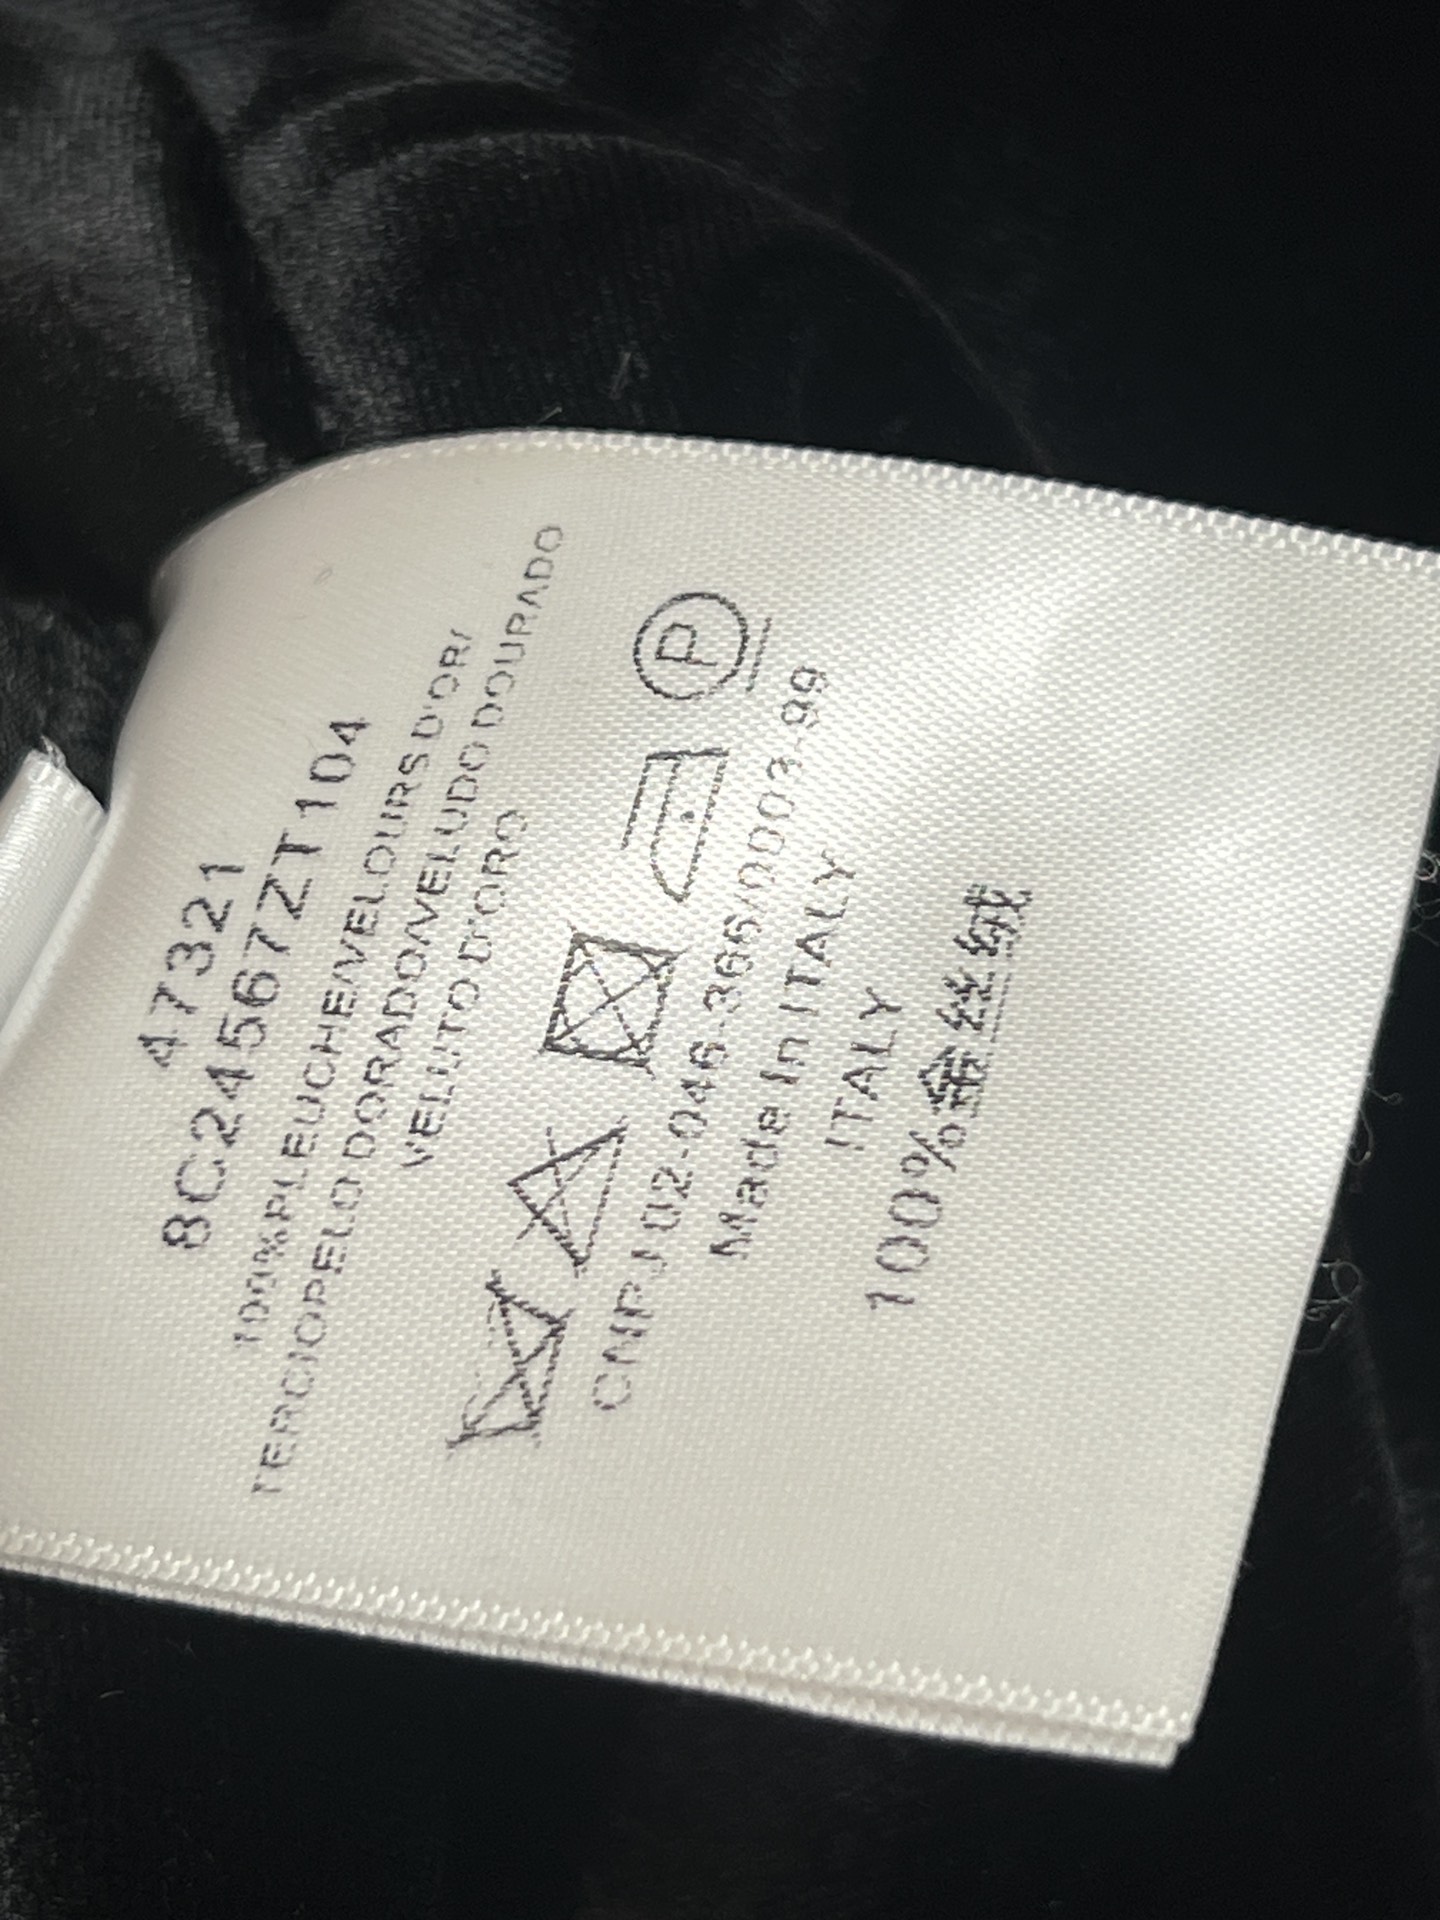 47321
8C24567ZT104
100%PLEUCHE/VELOURS D'OR/
TERCIOPELO DORADO/VELUDO DOURADO
VELLUTO D'ORO
P
CNPJ 02-046-366/0003-99
Made In ITALY
ITALY
100%金丝绒